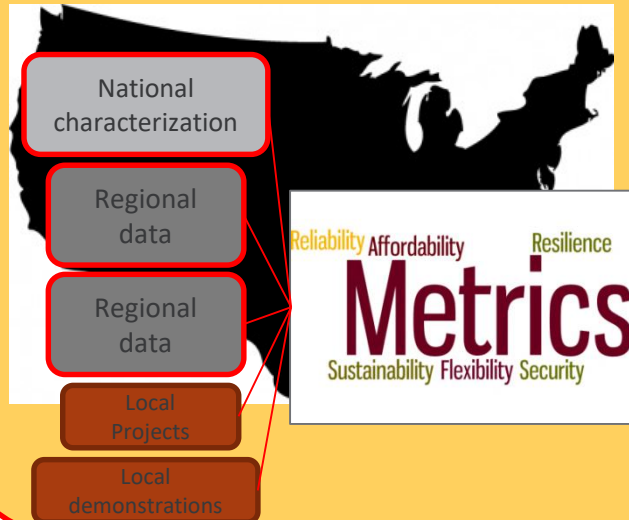 National
characterization
Regional
data
Regional
data
Local
Projects
Local
demonstrations
Reliability Affordability Resilience
Metrics
Sustainability Flexibility Security